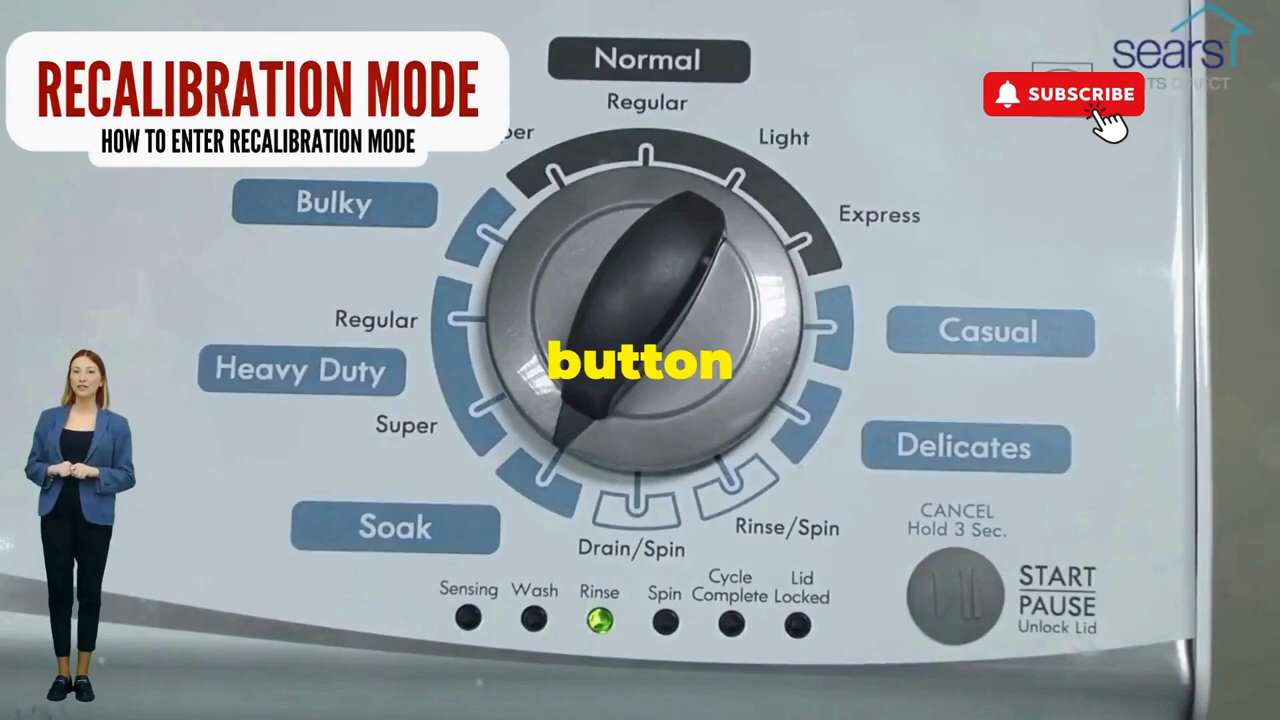 RECALIBRATION MODE
HOW TO ENTER RECALIBRATION MODE
sears
DIRECT
SUBSCRIBE
Normal
Regular
Light
Express
Bulky
Regular
Heavy Duty
Super
Casual
Delicates
button
Soak
Drain/Spin
Rinse/Spin
CANCEL
Hold 3 Sec.
START
PAUSE
Unlock Lid
Sensing
Wash
Rinse
Spin
Cycle
Complete
Lid
Locked